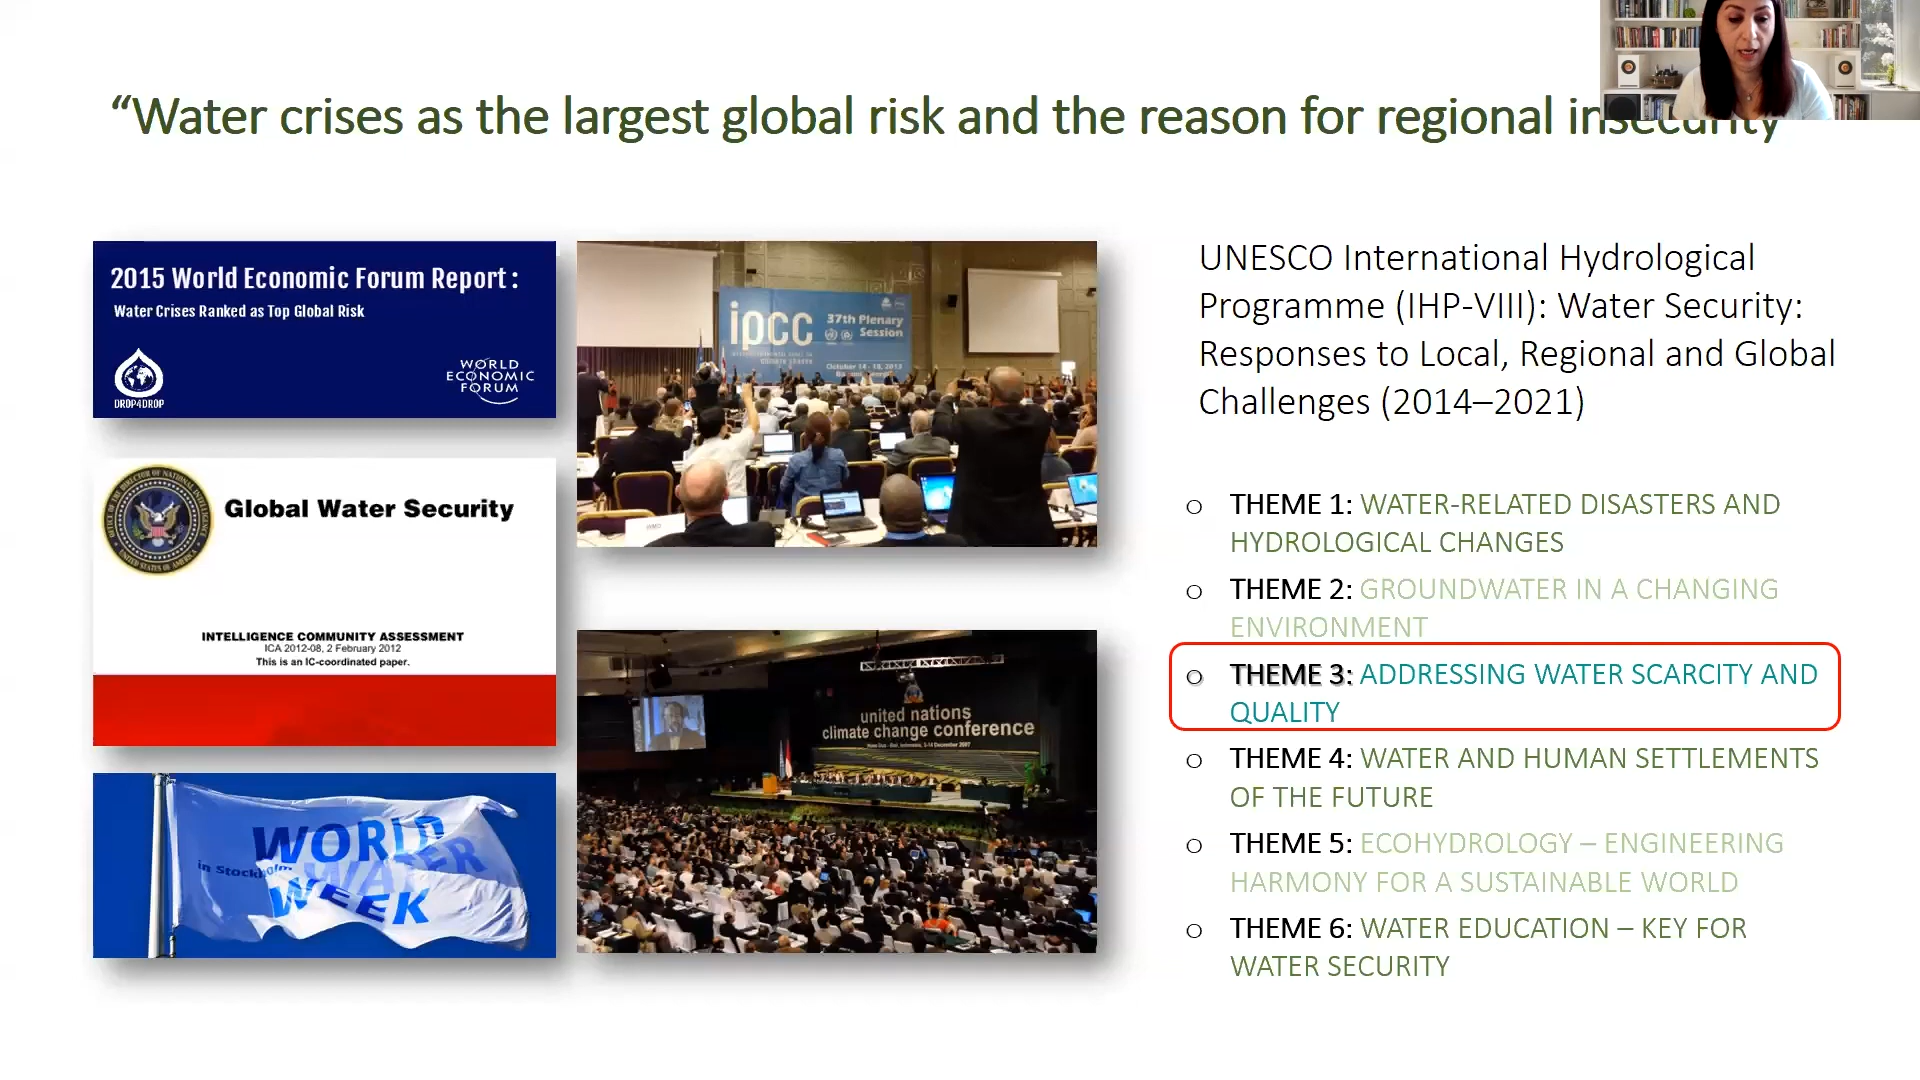 “Water crises as the largest global risk and the reason for regional insecurity
2015 World Economic Forum Report :
Water Crises Ranked as Top Global Risk
DROP4DROP
WORLD
ECONOMIC
FORUM
Global Water Security
INTELLIGENCE COMMUNITY ASSESSMENT
ICA 2012-08, 2 February 2012
This is an IC-coordinated paper.
WORLD
WATER
in Stockholm
WEEK
ipcc
37th Plenary
Session
October 14 - 18, 2013
united nations
climate change conference
UNESCO International Hydrological
Programme (IHP-VIII): Water Security:
Responses to Local, Regional and Global
Challenges (2014–2021)
o THEME 1: WATER-RELATED DISASTERS AND
HYDROLOGICAL CHANGES
o THEME 2: GROUNDWATER IN A CHANGING
ENVIRONMENT
o THEME 3: ADDRESSING WATER SCARCITY AND
QUALITY
o THEME 4: WATER AND HUMAN SETTLEMENTS
OF THE FUTURE
o THEME 5: ECOHYDROLOGY – ENGINEERING
HARMONY FOR A SUSTAINABLE WORLD
o THEME 6: WATER EDUCATION – KEY FOR
WATER SECURITY